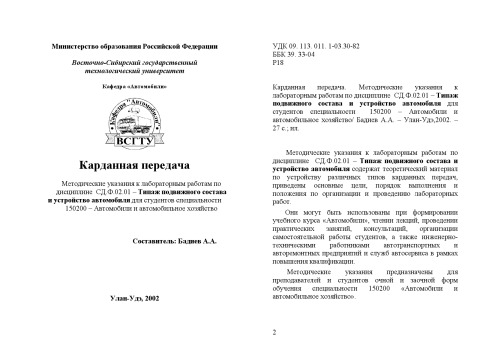 Министерство образования Российской Федерации
Восточно-Сибирский государственный
технологический университет
Кафедра «Автомобили»
Кафедра "Автомобили"
ВСГТУ
Карданная передача
Методические указания к лабораторным работам по
дисциплине СД.Ф.02.01 – Типаж подвижного состава
и устройство автомобиля для студентов специальности
150200 – Автомобили и автомобильное хозяйство
Составитель: Бадиев А.А.
Улан-Удэ, 2002
УДК 09. 113. 011. 1-03.30-82
ББК 39. 33-04
Р18
Карданная передача. Методические указания к
лабораторным работам по дисциплине СД.Ф.02.01 – Типаж
подвижного состава и устройство автомобиля для
студентов специальности 150200 – Автомобили и
автомобильное хозяйство/ Бадиев А.А. – Улан-Удэ,2002. –
27 с.; ил.
Методические указания к лабораторным работам по
дисциплине СД.Ф.02.01 – Типаж подвижного состава и
устройство автомобиля содержат теоретический материал
по устройству различных типов карданных передач,
приведены основные цели, порядок выполнения и
положения по организации и проведению лабораторных
работ.
Они могут быть использованы при формировании
учебного курса «Автомобили», чтении лекций, проведении
практических занятий, консультаций, организации
самостоятельной работы студентов, а также инженерно-
техническими работниками автотранспортных и
авторемонтных предприятий и служб автосервиса в рамках
повышения квалификации.
Методические указания предназначены для
преподавателей и студентов очной и заочной форм
обучения специальности 150200 «Автомобили и
автомобильное хозяйство».
2